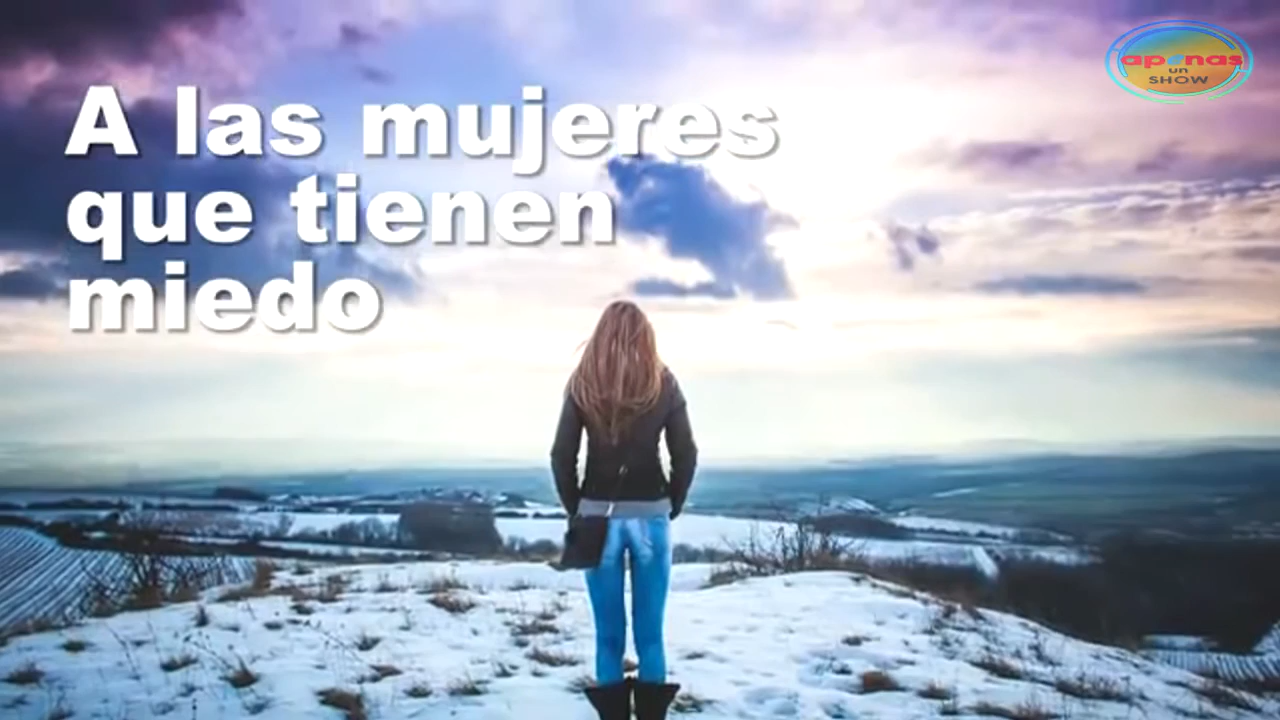 A las mujeres
que tienen
miedo
apenas
un
SHOW